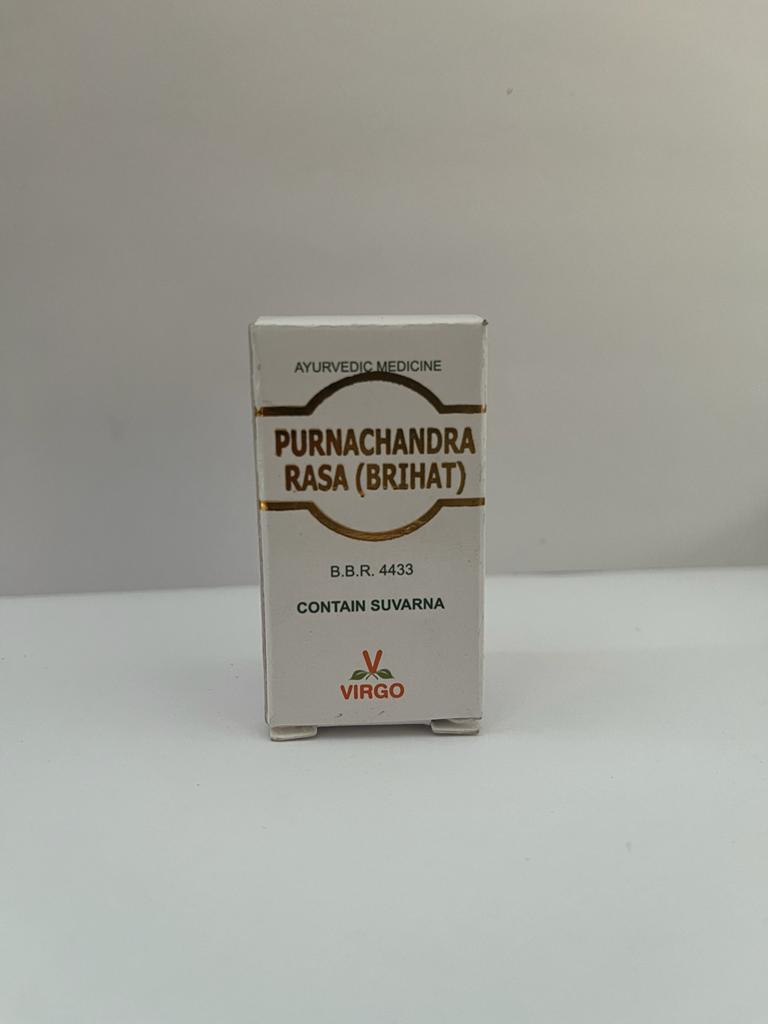 AYURVEDIC MEDICINE
PURNACHANDRA
RASA (BRIHAT)
B.B.R. 4433
CONTAIN SUVARNA
V
VIRGO